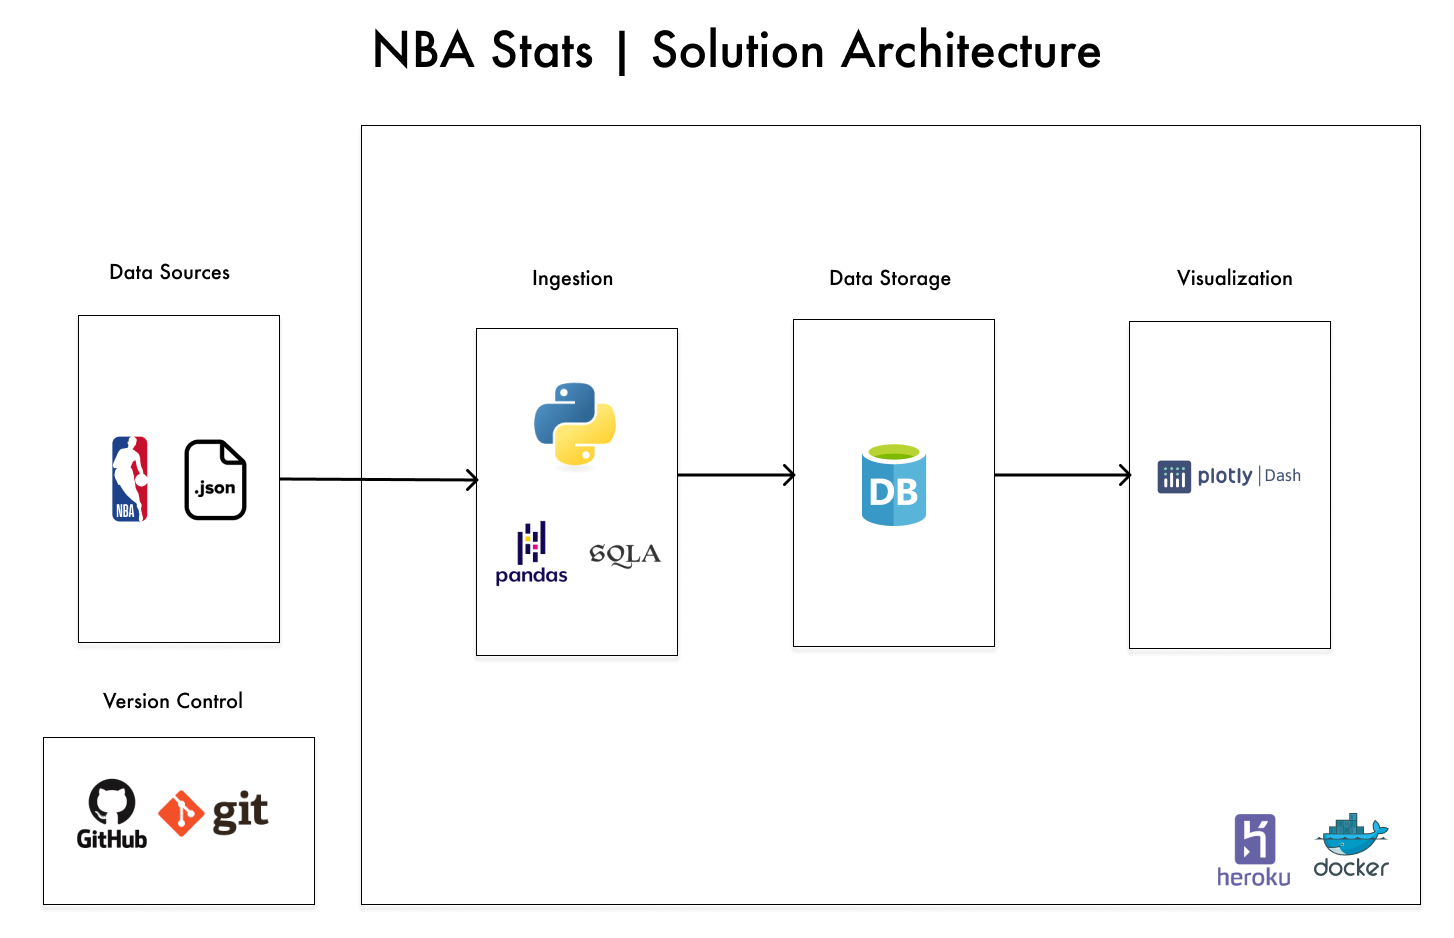 NBA Stats | Solution Architecture
Data Sources
Ingestion
Data Storage
Visualization
NBA
.json
pandas
SQLA
DB
plotly | Dash
Version Control
GitHub
git
heroku
docker